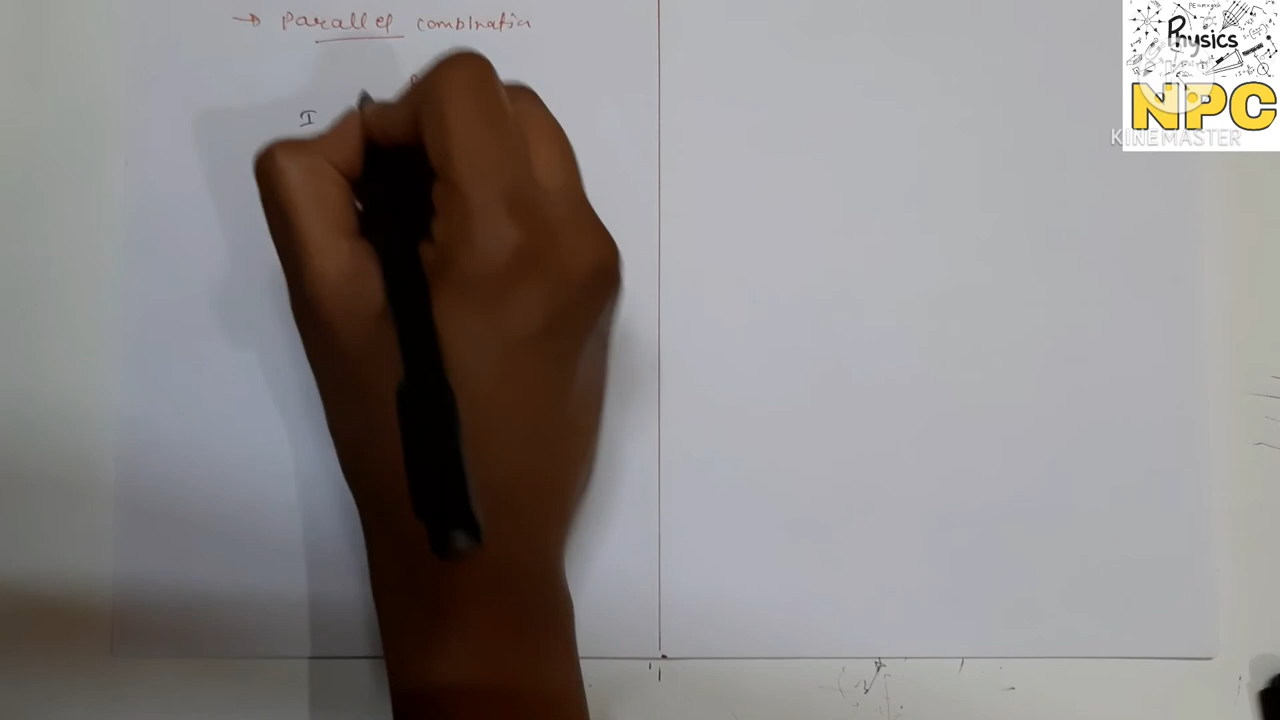 → Parallel combination
I
Physics
NPC
KINEMASTER